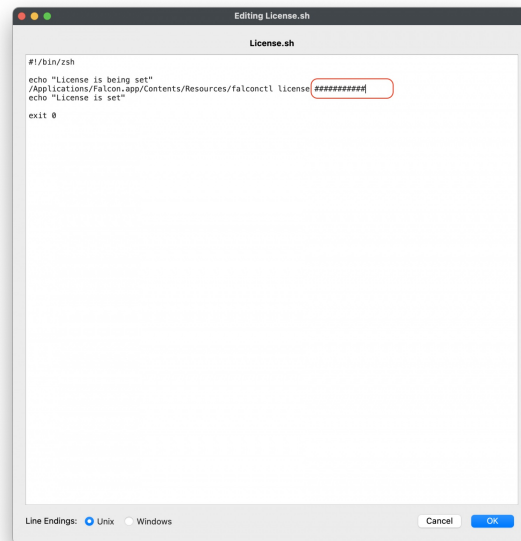 Editing License.sh
License.sh
#!/bin/zsh
echo "License is being set"
/Applications/Falcon.app/Contents/Resources/falconctl license ###########
echo "License is set"
exit 0
Line Endings: Unix Windows Cancel OK